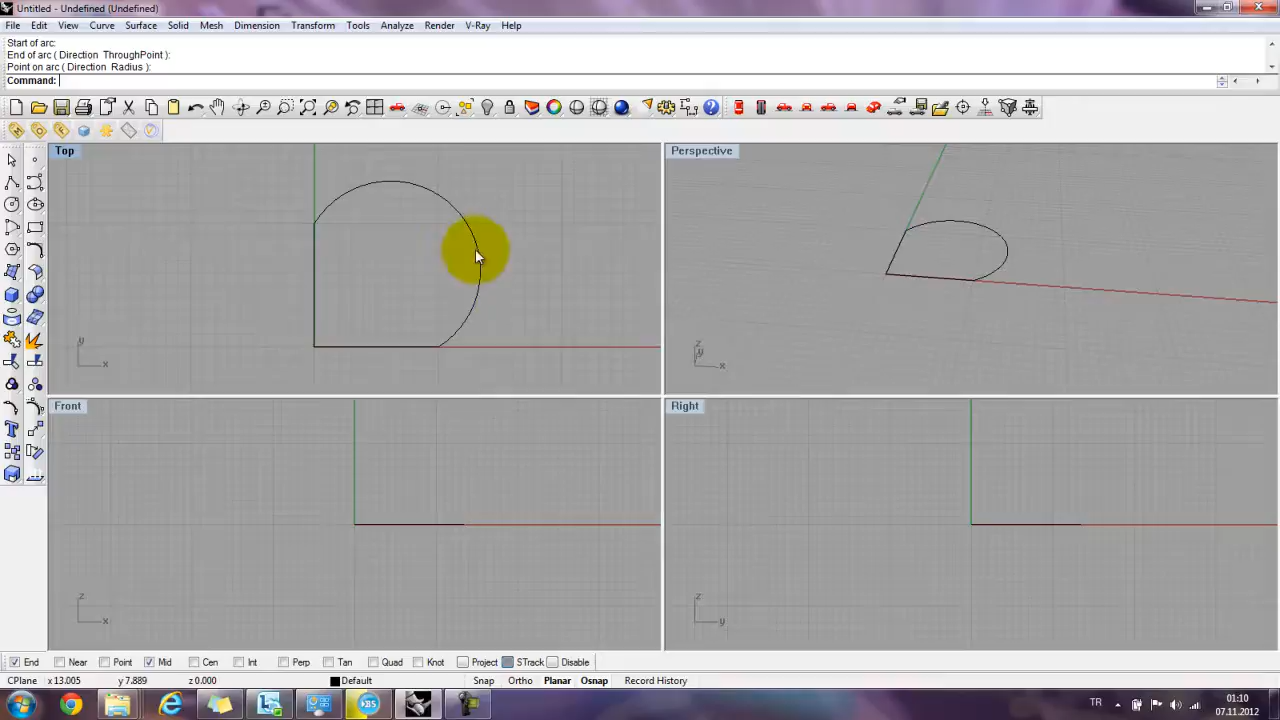 Untitled - Undefined (Undefined)
File Edit View Curve Surface Solid Mesh Dimension Transform Tools Analyze Render V-Ray Help
Start of arc:
End of arc ( Direction ThroughPoint ):
Point on arc ( Direction Radius ):
Command:
Top
Perspective
y
x
z
y
x
Front
Right
z
x
z
y
End Near Point Mid Cen Int Perp Tan Quad Knot Project STrack Disable
CPlane x 13.005 y 7.889 z 0.000 Default Snap Ortho Planar Osnap Record History
TR 01:10
07.11.2012